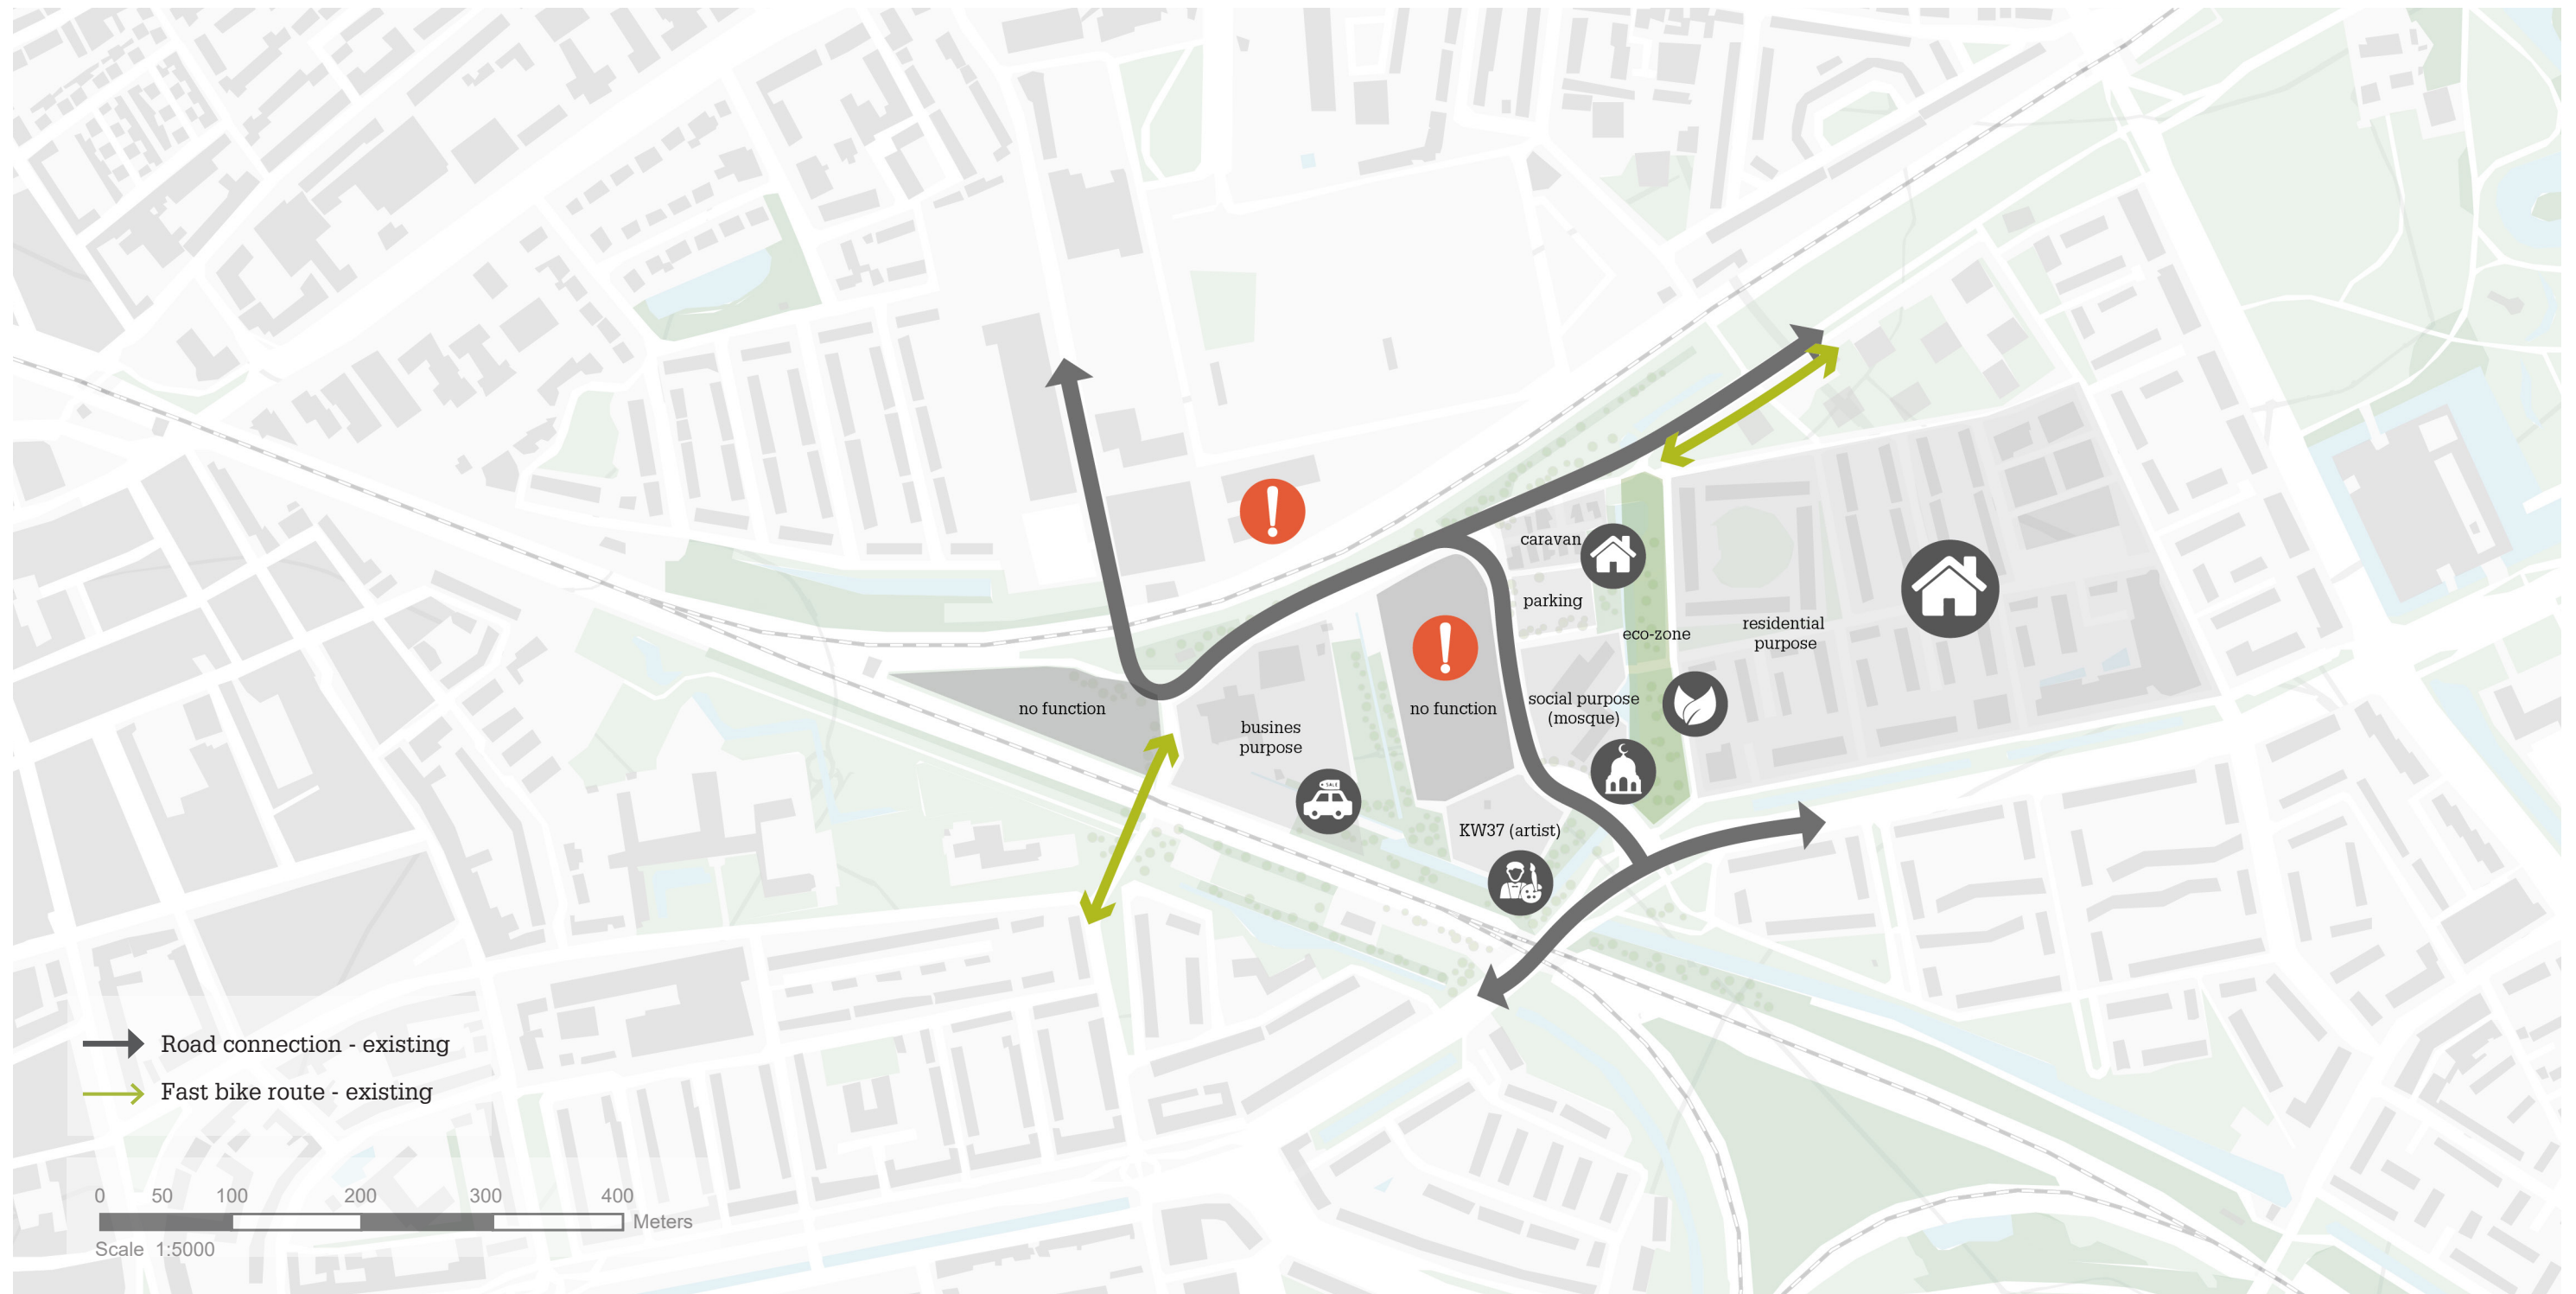 caravan
parking
eco-zone
residential
purpose
no function
busines
purpose
no function
social purpose
(mosque)
SALE
KW37 (artist)
Road connection - existing
Fast bike route - existing
0 50 100 200 300 400
Meters
Scale 1:5000